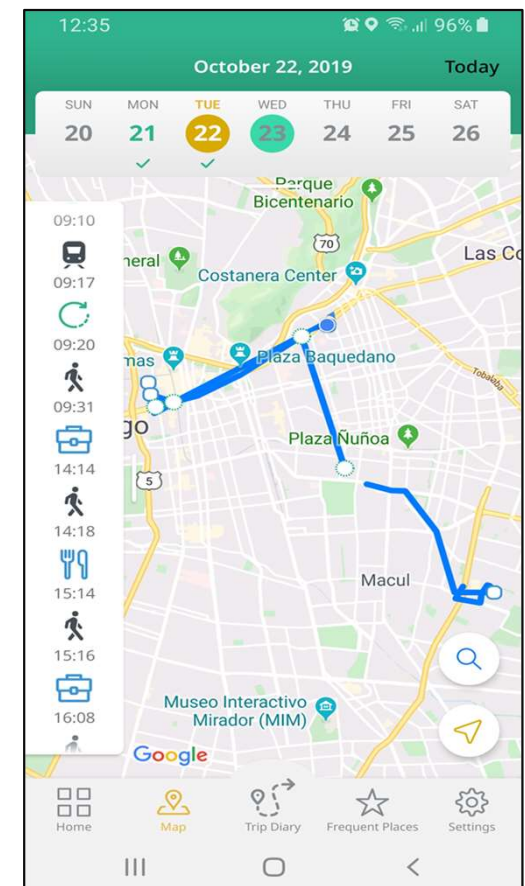 12:35 96%
October 22, 2019 Today
SUN MON TUE WED THU FRI SAT
20 21 22 23 24 25 26
09:10
09:17
09:20
09:31
14:14
14:18
15:14
15:16
16:08
Parque
Bicentenario
70
neral
Costanera Center
Las Co
mas
Plaza Baquedano
Tobalaba
go
Plaza Ñuñoa
5
Macul
Museo Interactivo
Mirador (MIM)
Google
Home Map Trip Diary Frequent Places Settings